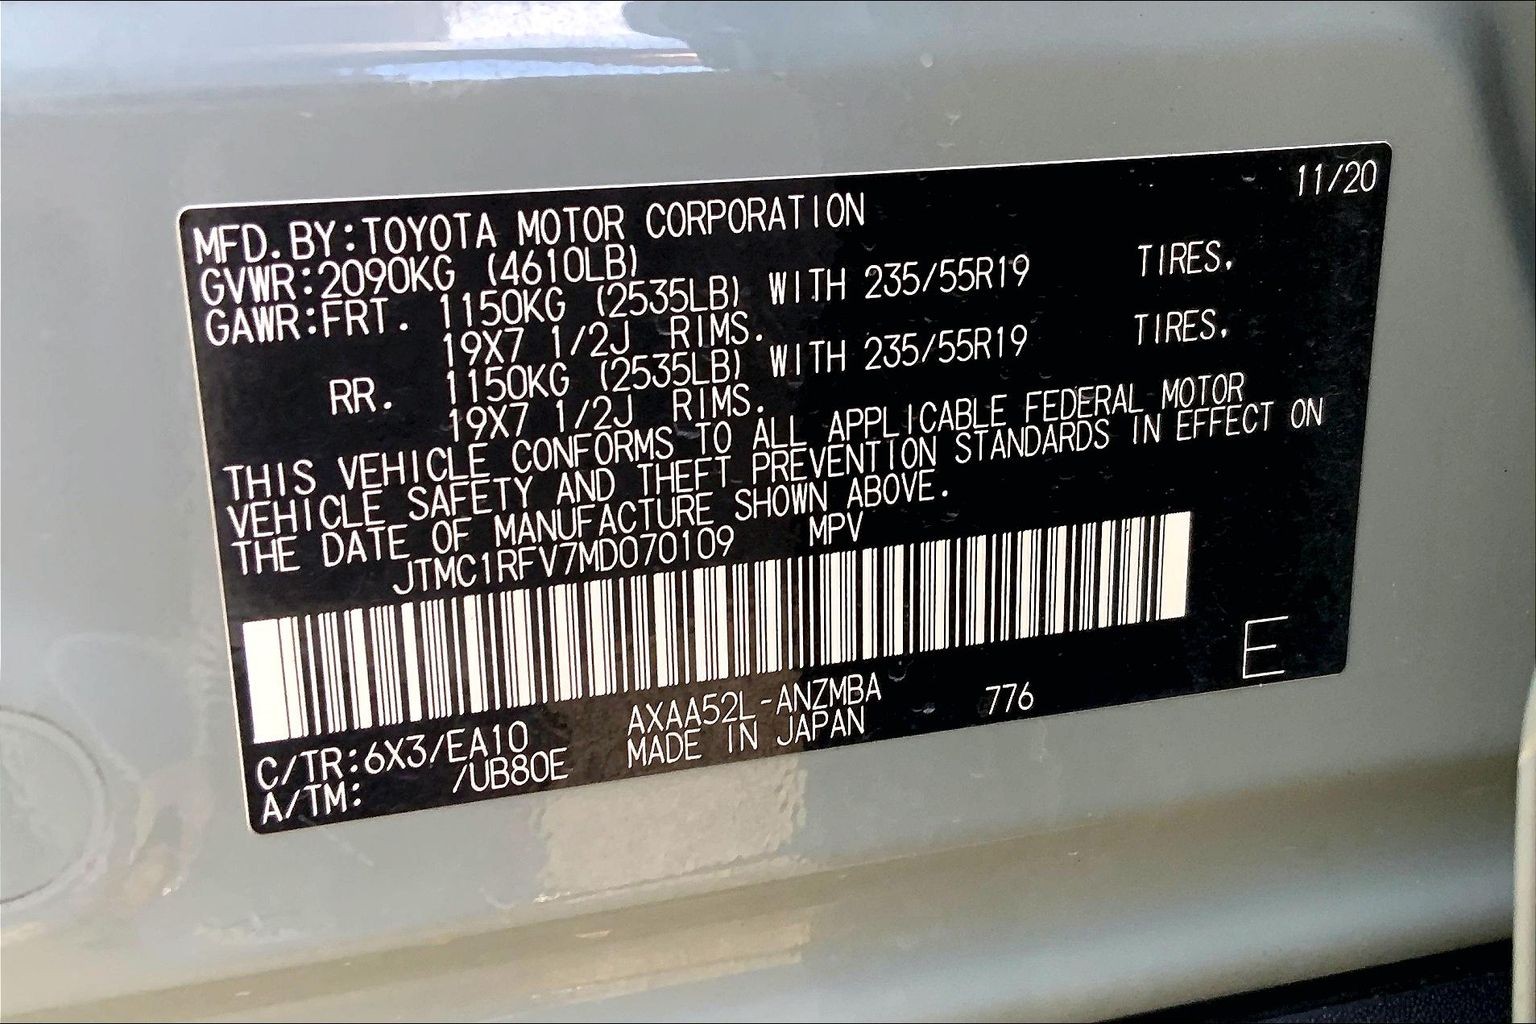 11/20
MFD.BY:TOYOTA MOTOR CORPORATION
GVWR:2090KG (4610LB)
GAWR:FRT. 1150KG (2535LB) WITH 235/55R19 TIRES,
19X7 1/2J RIMS.
RR. 1150KG (2535LB) WITH 235/55R19 TIRES,
19X7 1/2J RIMS.
THIS VEHICLE CONFORMS TO ALL APPLICABLE FEDERAL MOTOR
VEHICLE SAFETY AND THEFT PREVENTION STANDARDS IN EFFECT ON
THE DATE OF MANUFACTURE SHOWN ABOVE.
JTMC1RFV7MD070109 MPV
E
C/TR:6X3/EA10 AXAA52L-ANZMBA 776
A/TM: /UB80E MADE IN JAPAN